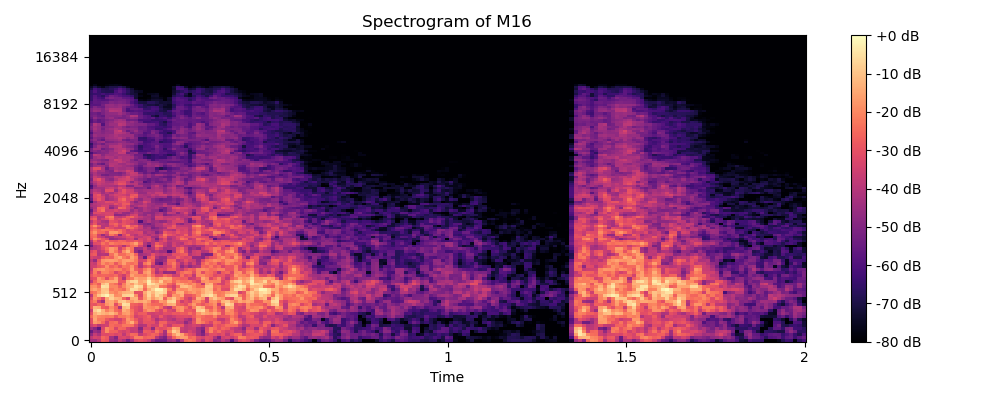 Spectrogram of M16
16384
8192
4096
2048
1024
512
0
Hz
0
0.5
1
1.5
2
Time
+0 dB
-10 dB
-20 dB
-30 dB
-40 dB
-50 dB
-60 dB
-70 dB
-80 dB